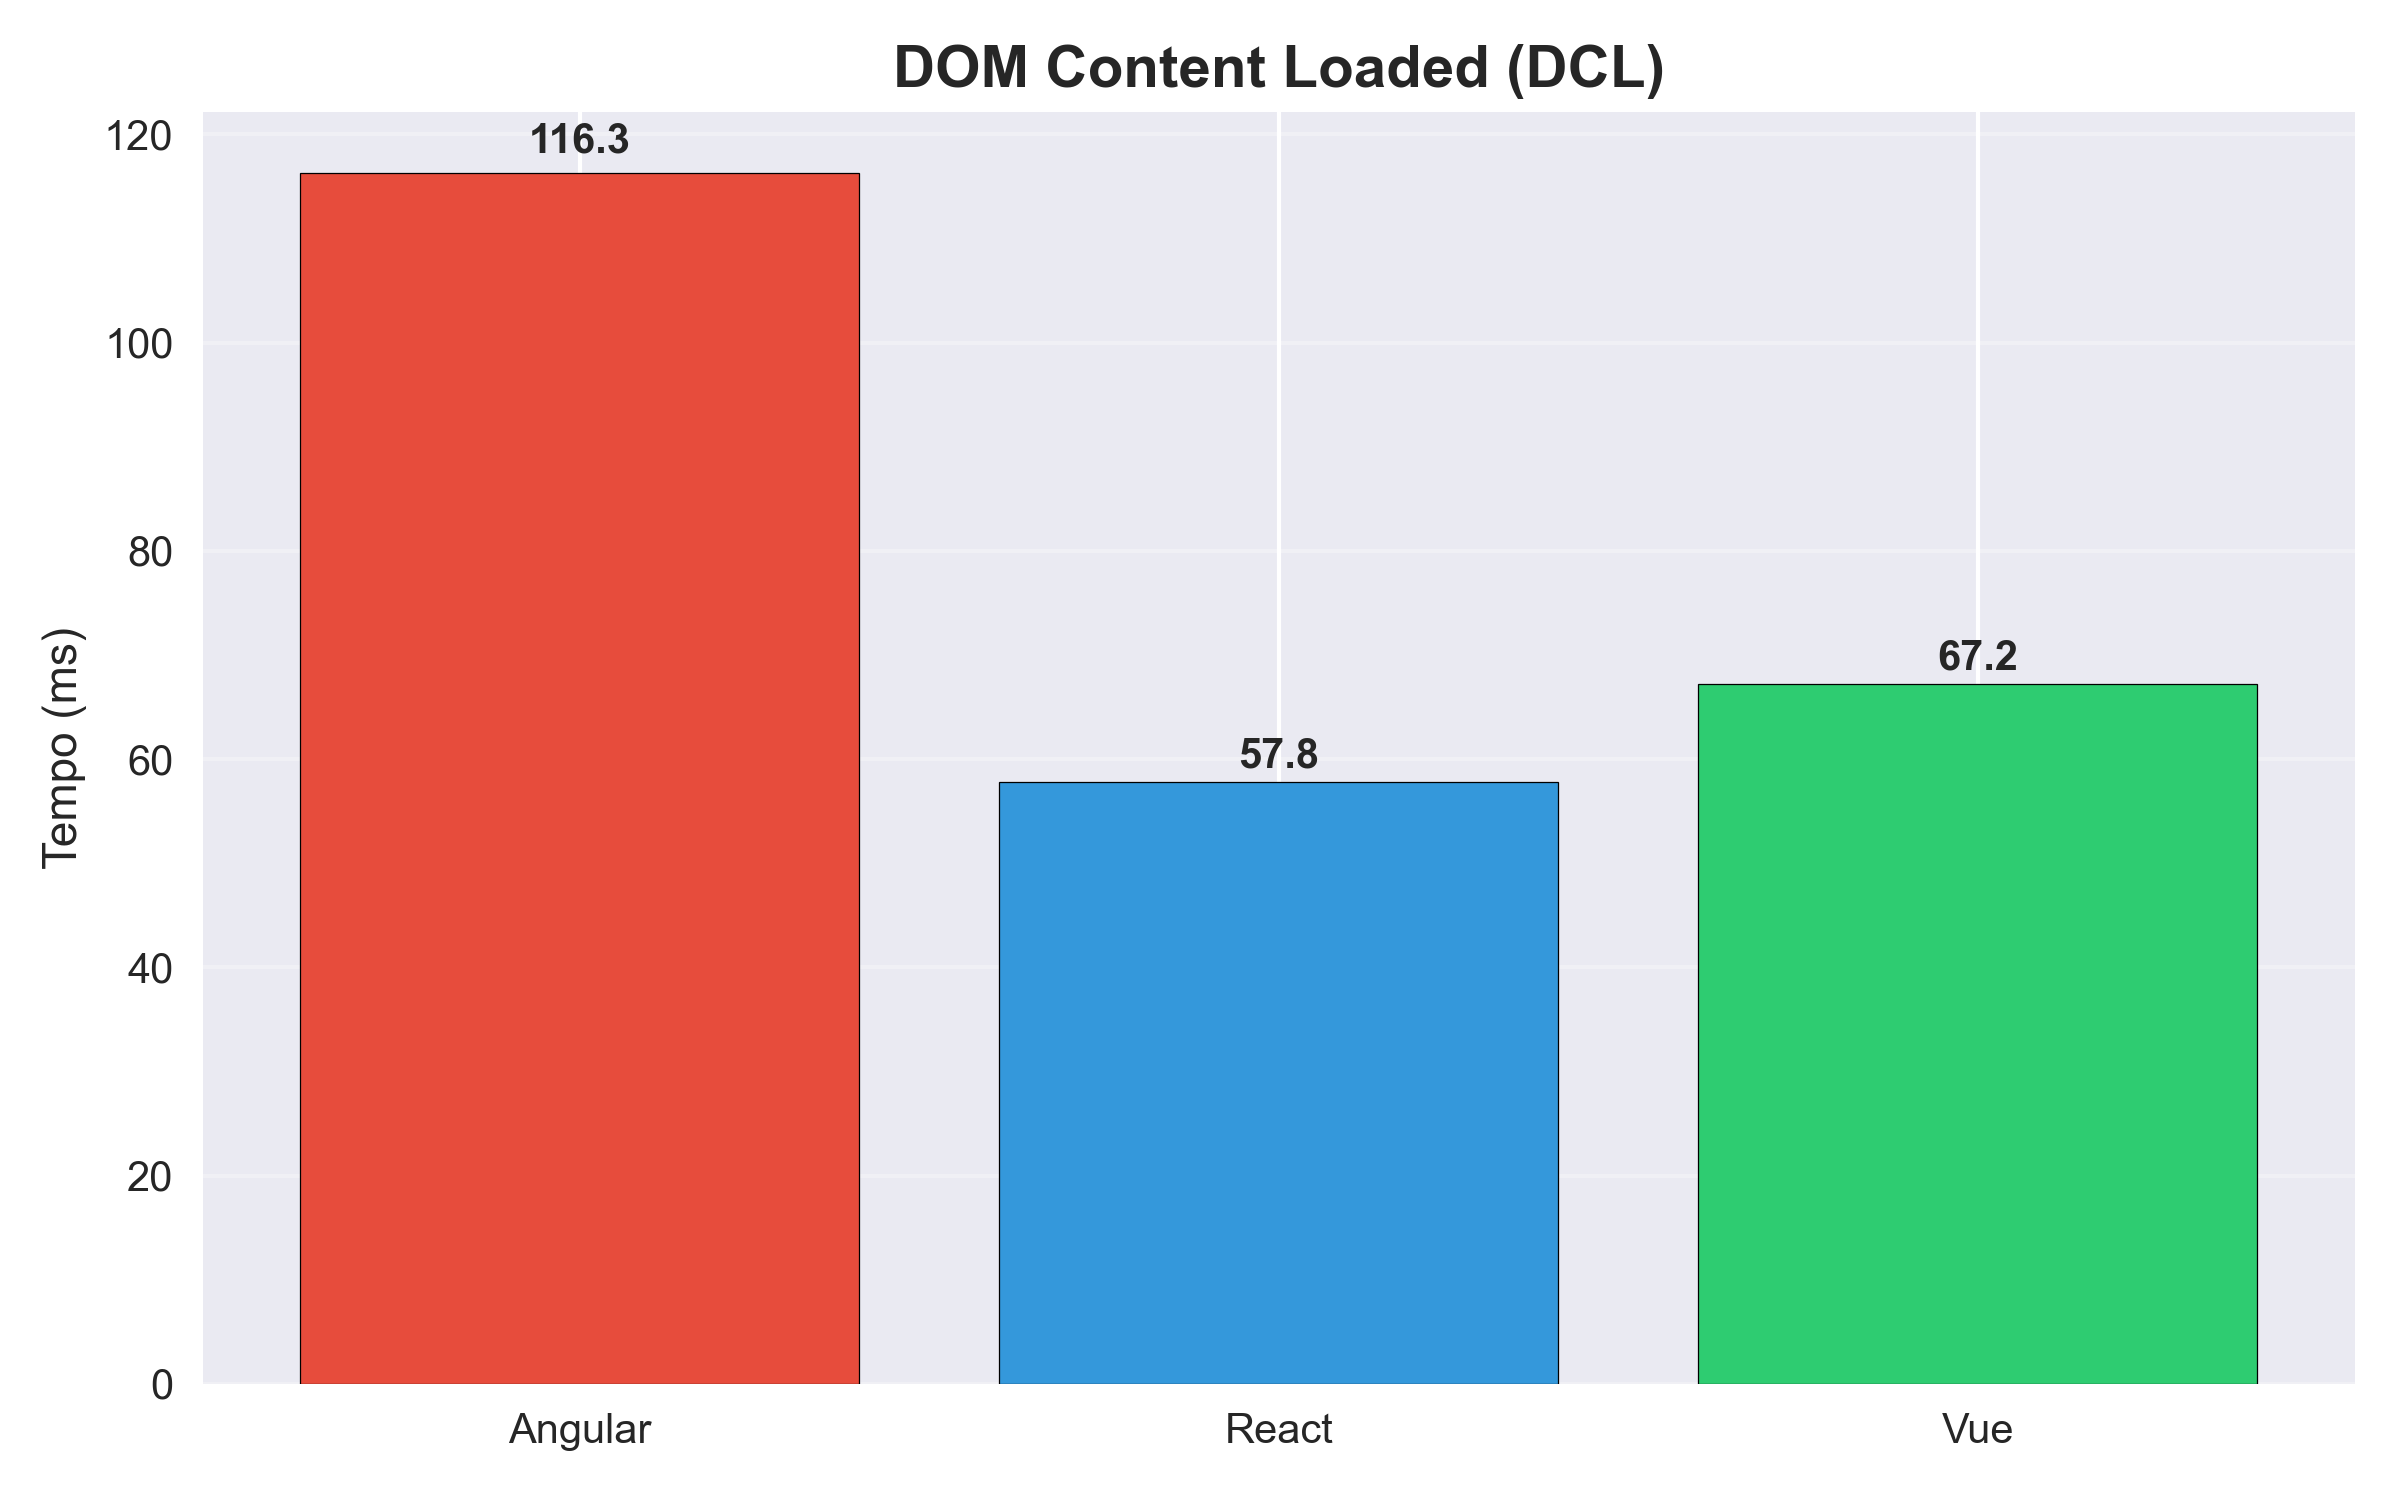 DOM Content Loaded (DCL)
Tempo (ms)
120
100
80
60
40
20
0
116.3
57.8
67.2
Angular
React
Vue